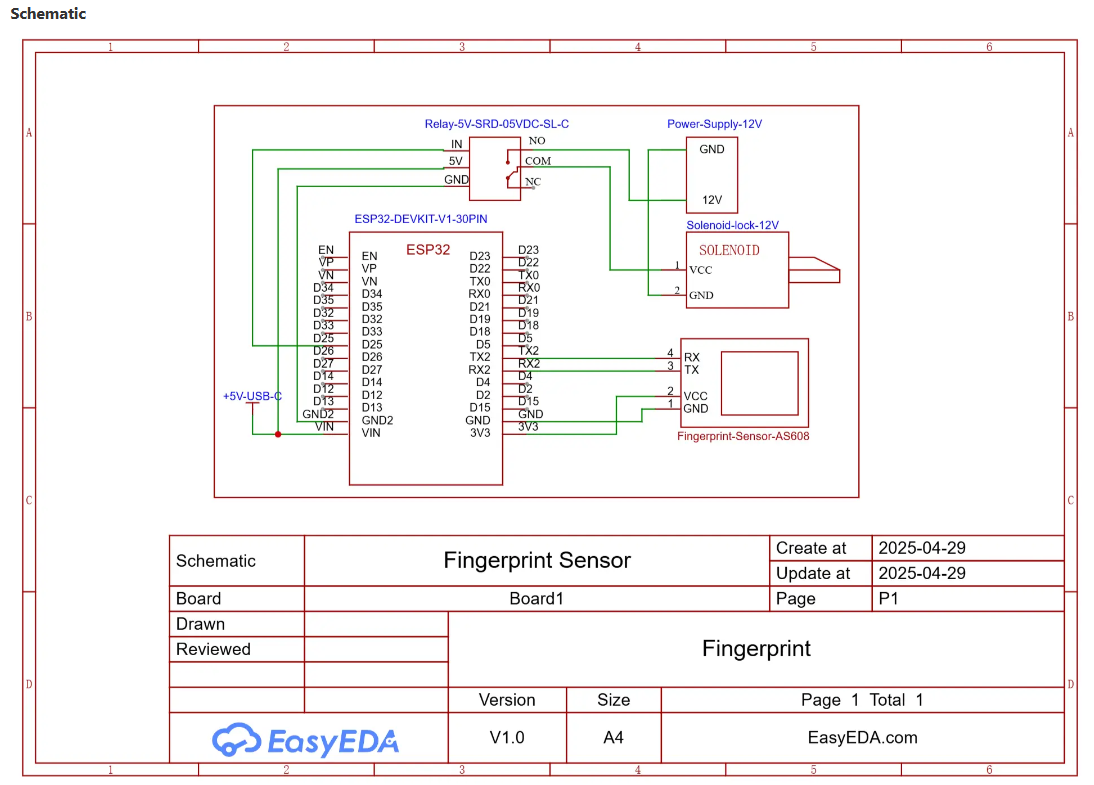 Schematic
1 2 3 4 5 6
A A
Relay-5V-SRD-05VDC-SL-C
IN NO
5V COM
GND NC
Power-Supply-12V
GND
12V
Solenoid-lock-12V
SOLENOID
1 VCC
2 GND
ESP32-DEVKIT-V1-30PIN
ESP32
EN EN D23 D23
VP VP D22 D22
VN VN TX0 TX0
D34 D34 RX0 RX0
D35 D35 D21 D21
D32 D32 D19 D19
D33 D33 D18 D18
D25 D25 D5 D5
D26 D26 TX2 TX2
D27 D27 RX2 RX2
D14 D14 D4 D4
D12 D12 D2 D2
D13 D13 D15 D15
GND2 GND2 GND GND
VIN VIN 3V3 3V3
+5V-USB-C
4 RX
3 TX
2 VCC
1 GND
Fingerprint-Sensor-AS608
B B
C C
Schematic Fingerprint Sensor Create at 2025-04-29
Update at 2025-04-29
Board Board1 Page P1
Drawn
Reviewed
Fingerprint
D D
Version Size Page 1 Total 1
EasyEDA V1.0 A4 EasyEDA.com
1 2 3 4 5 6